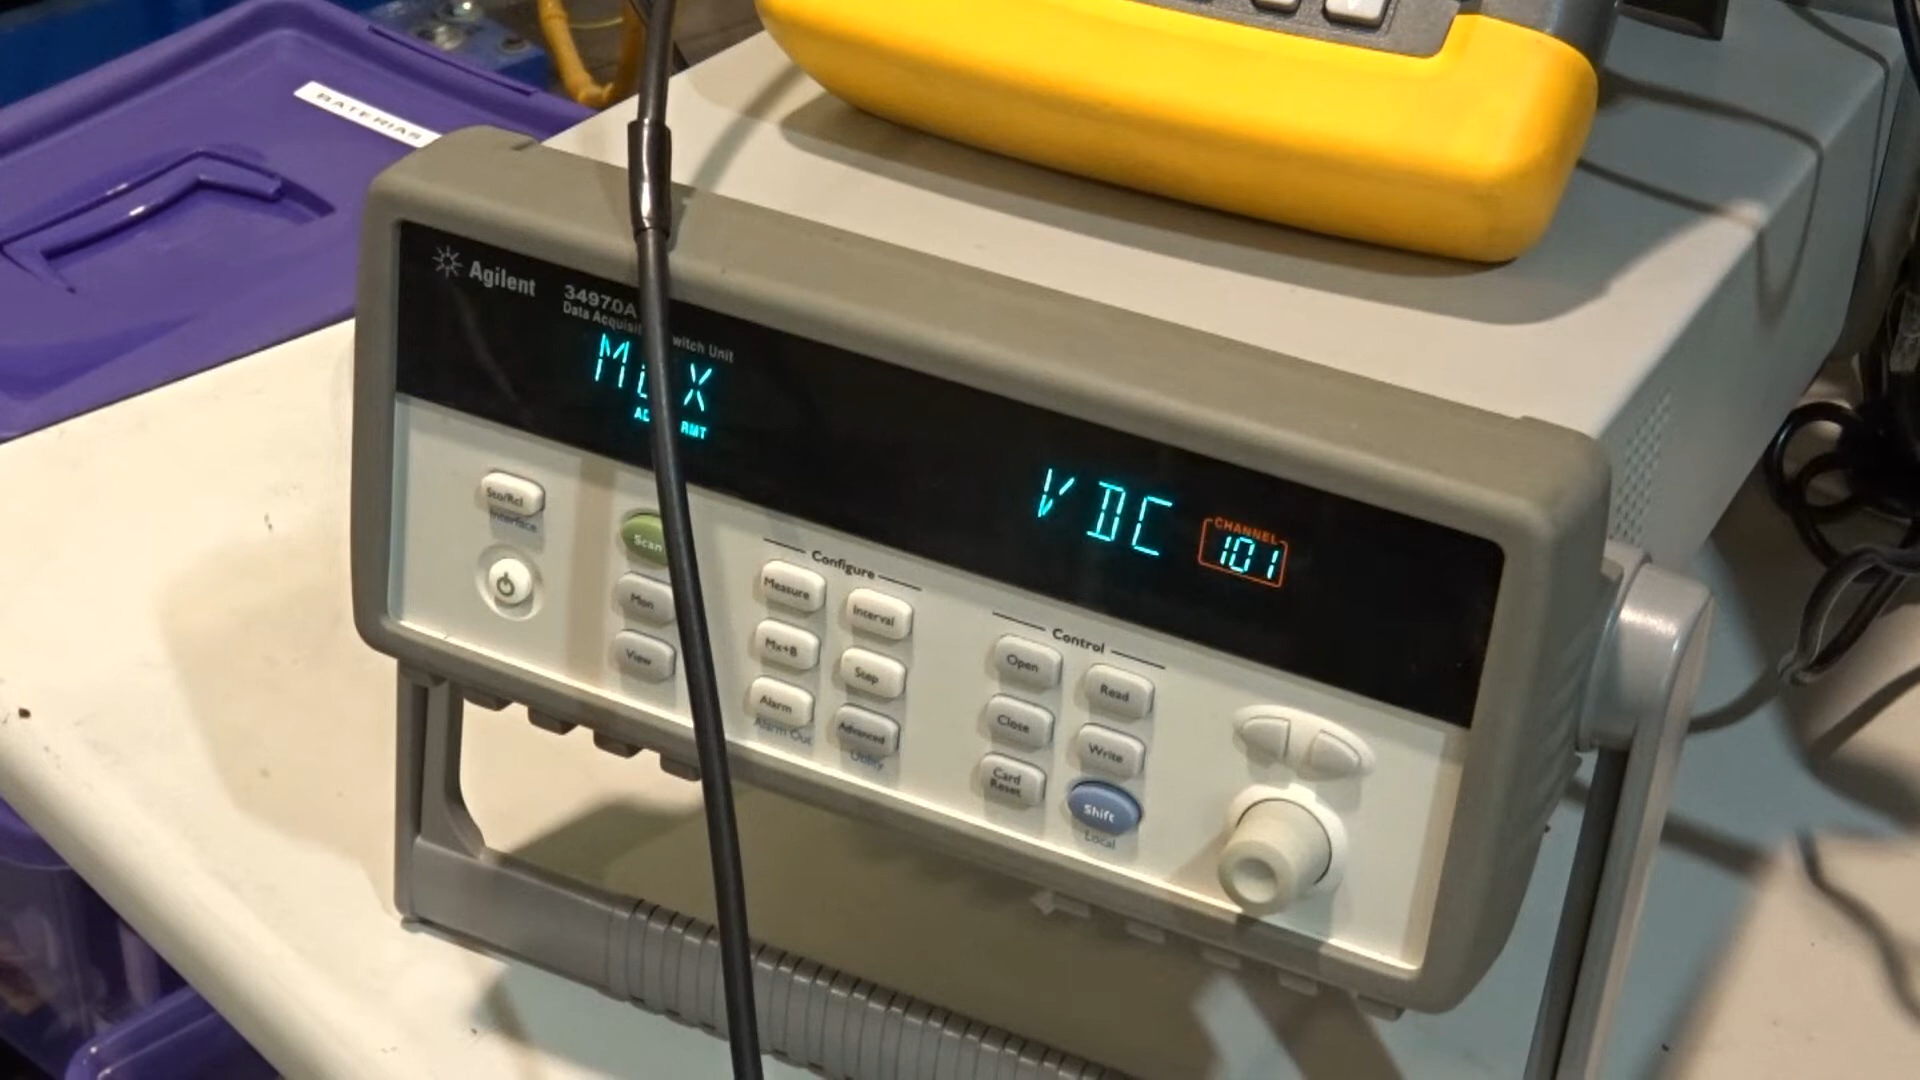 BATERIAS
Agilent
34970A
Data Acquisit witch Unit
M X
RMT
VDC
CHANNEL
101
Sto/Rcl
Interface
Scan
Mon
View
Configure
Measure
Interval
Mx+B
Step
Alarm
Alarm Out
Advanced
Utility
Control
Open
Read
Close
Write
Card Reset
Shift
Local